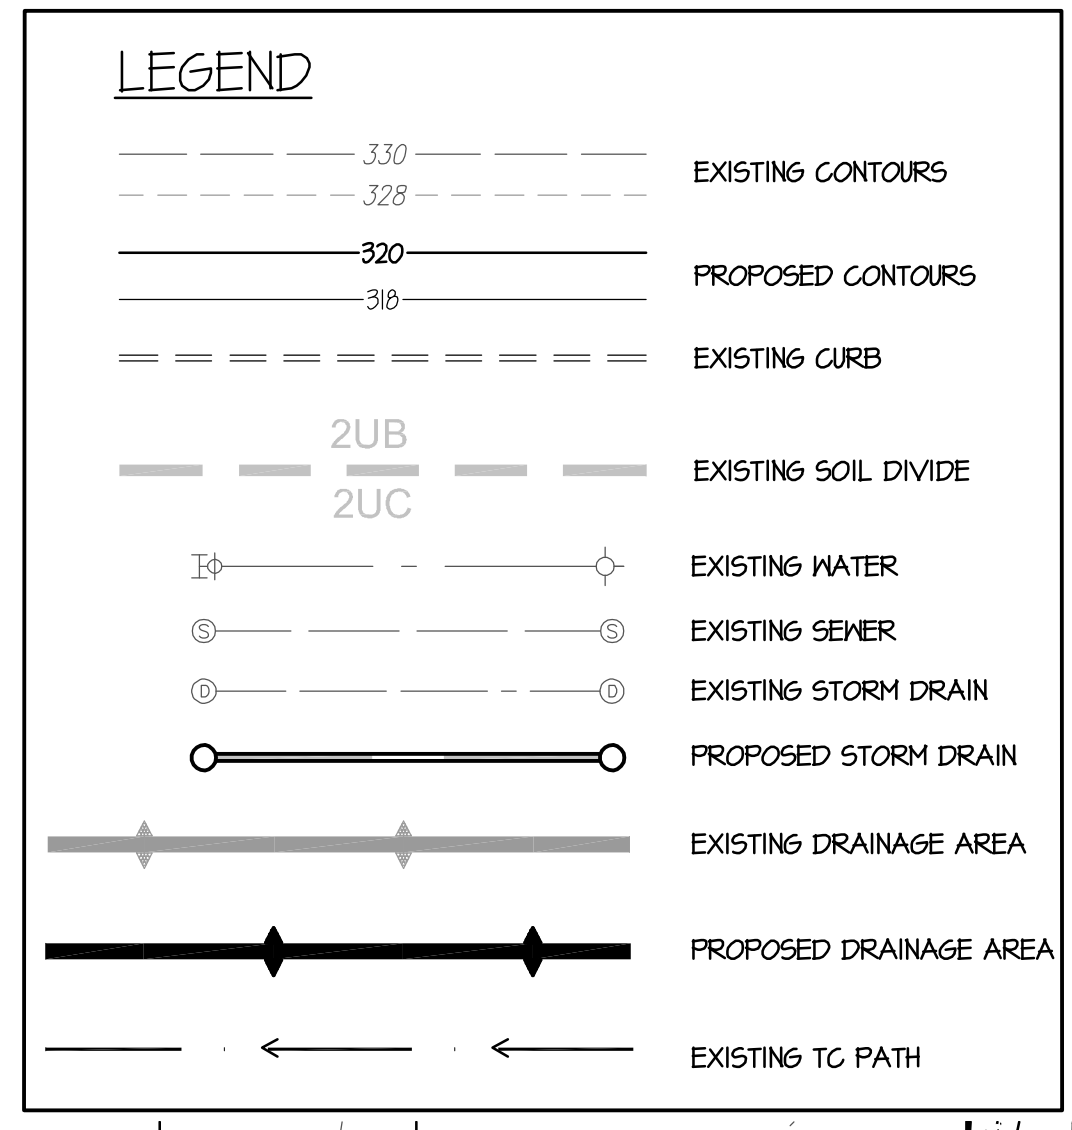 LEGEND
330
EXISTING CONTOURS
328
320
PROPOSED CONTOURS
318
EXISTING CURB
2UB
EXISTING SOIL DIVIDE
2UC
EXISTING WATER
S S EXISTING SEWER
D D EXISTING STORM DRAIN
PROPOSED STORM DRAIN
EXISTING DRAINAGE AREA
PROPOSED DRAINAGE AREA
EXISTING TC PATH